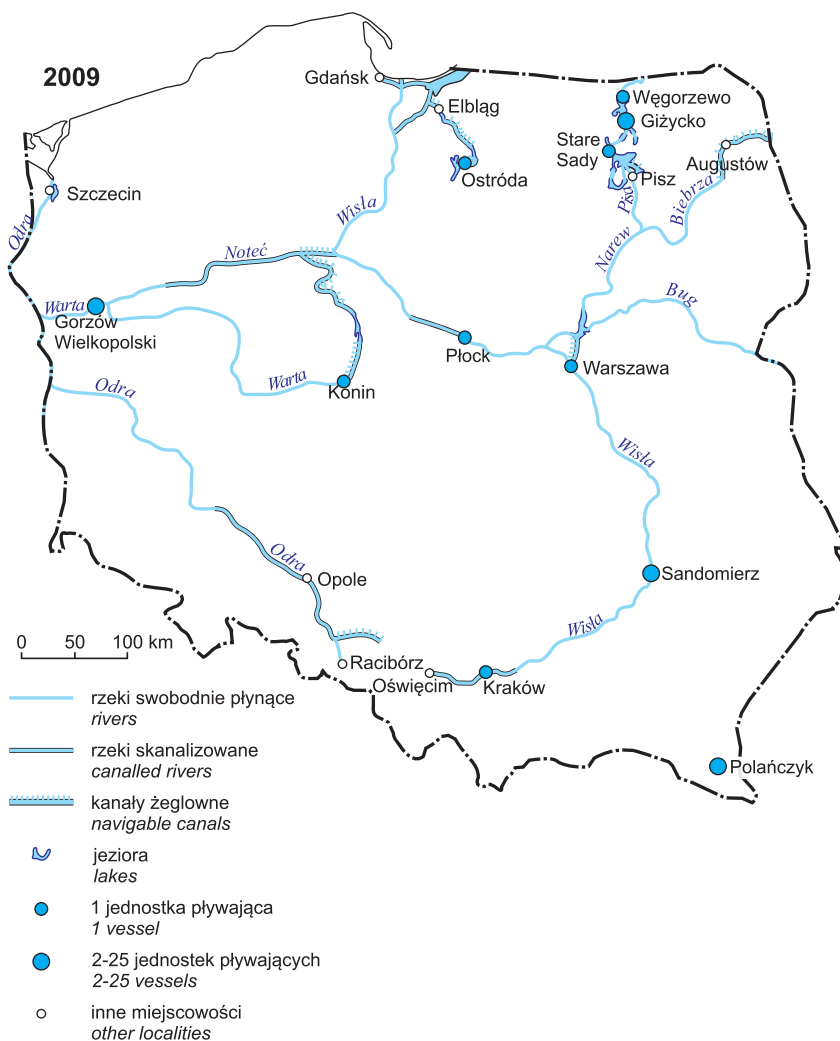 2009
Gdańsk
Elbląg
Ostróda
Węgorzewo
Giżycko
Stare
Sady
Pisz
Augustów
Pisa
Biebrza
Narew
Szczecin
Odra
Wisła
Noteć
Warta
Gorzów
Wielkopolski
Bug
Płock
Warszawa
Odra
Warta
Konin
Wisła
Odra
Opole
Sandomierz
Wisła
0 50 100 km
Racibórz
Oświęcim
Kraków
Polańczyk
rzeki swobodnie płynące
rivers
rzeki skanalizowane
canalled rivers
kanały żeglowne
navigable canals
jeziora
lakes
1 jednostka pływająca
1 vessel
2-25 jednostek pływających
2-25 vessels
inne miejscowości
other localities